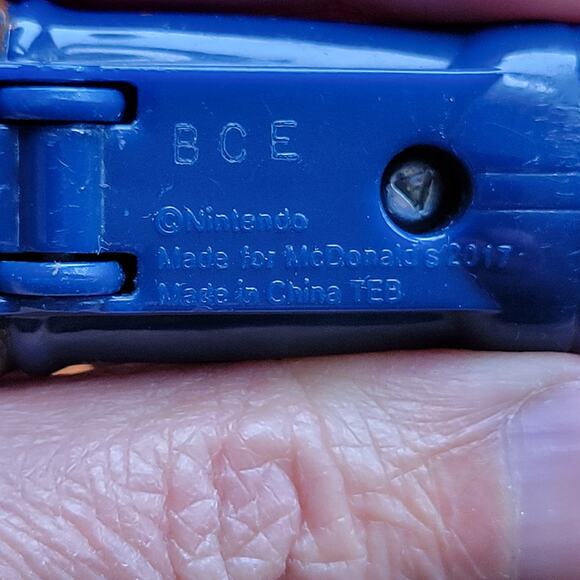 BCE
©Nintendo
Made for McDonald's 2017
Made in China TEB